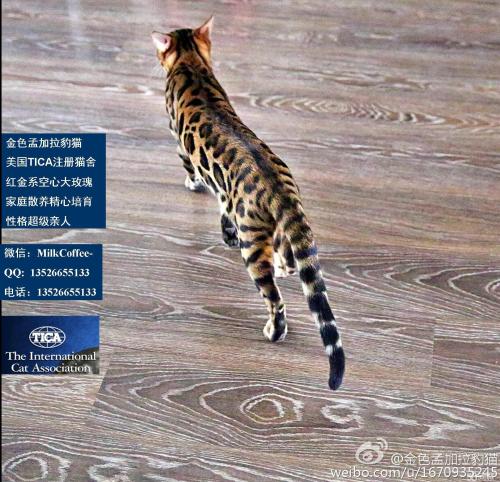 金色孟加拉豹猫
美国TICA注册猫舍
红金系空心大玫瑰
家庭散养精心培育
性格超级亲人
微信：MilkCoffee-
QQ: 13526655133
电话：13526655133
TICA
The International
Cat Association
@金色孟加拉豹猫
weibo.com/u/1670935245